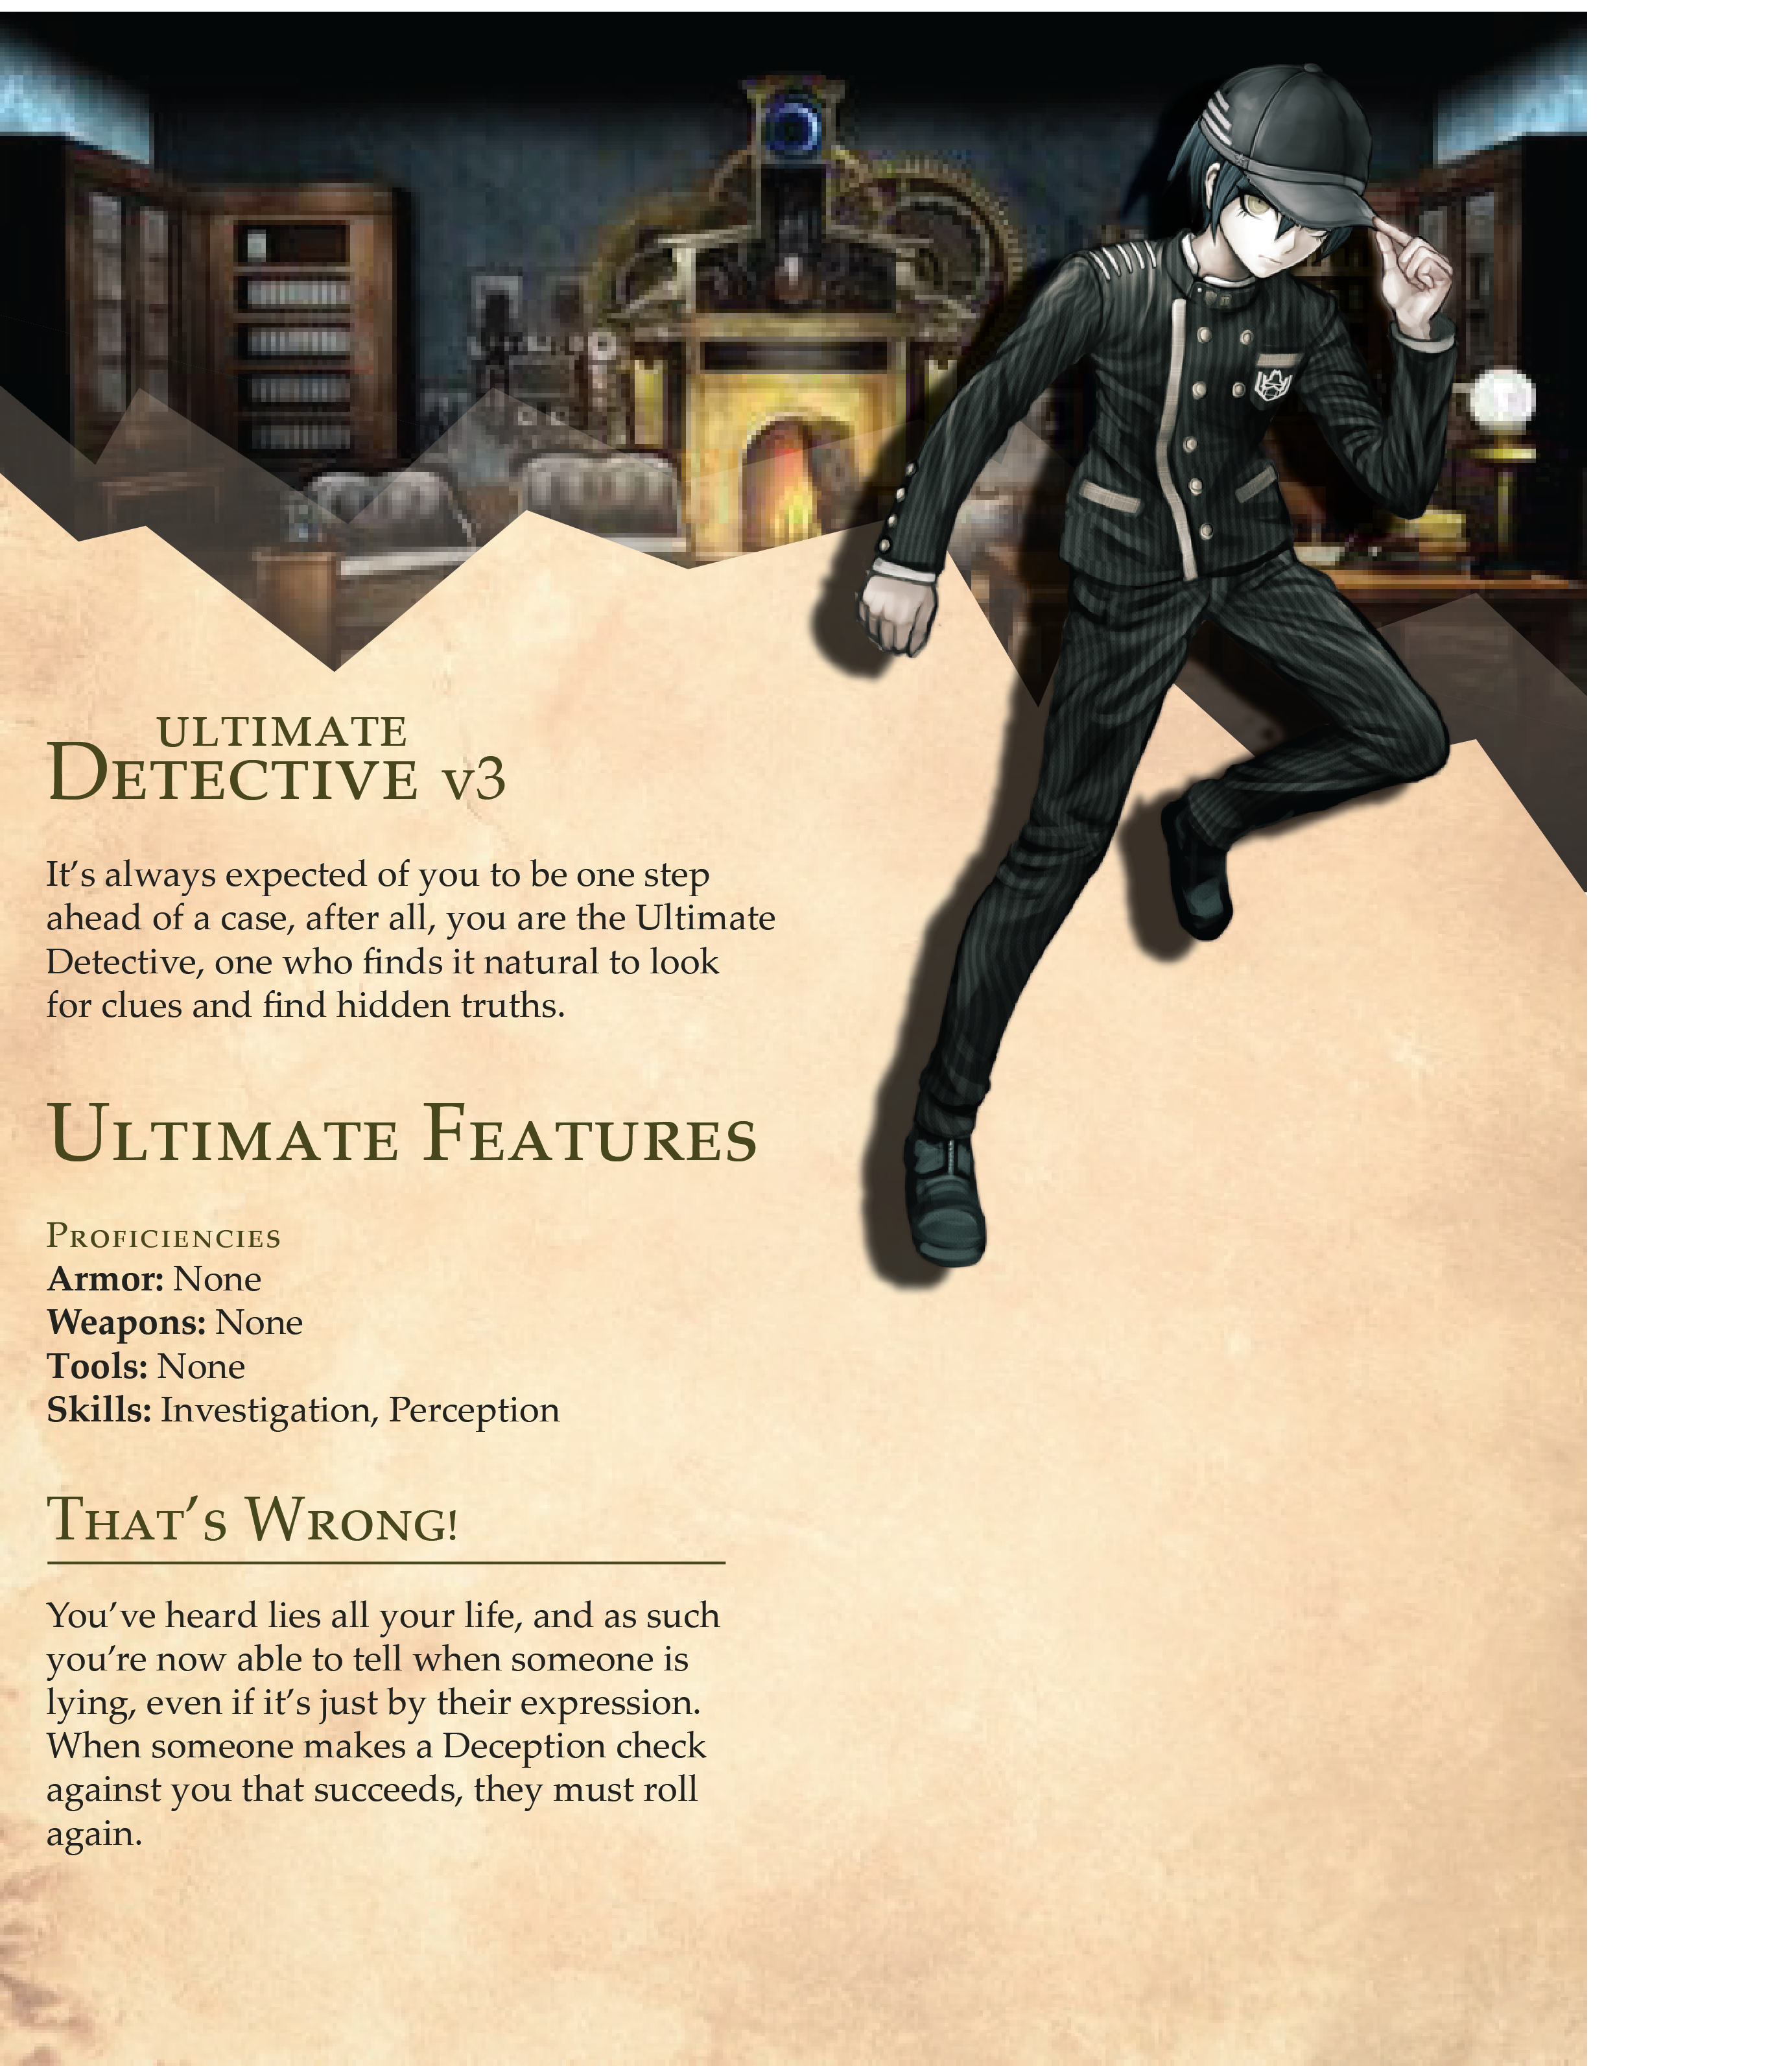 ULTIMATE
DETECTIVE v3
It's always expected of you to be one step
ahead of a case, after all, you are the Ultimate
Detective, one who finds it natural to look
for clues and find hidden truths.
ULTIMATE FEATURES
PROFICIENCIES
Armor: None
Weapons: None
Tools: None
Skills: Investigation, Perception
THAT'S WRONG!
You've heard lies all your life, and as such
you're now able to tell when someone is
lying, even if it's just by their expression.
When someone makes a Deception check
against you that succeeds, they must roll
again.